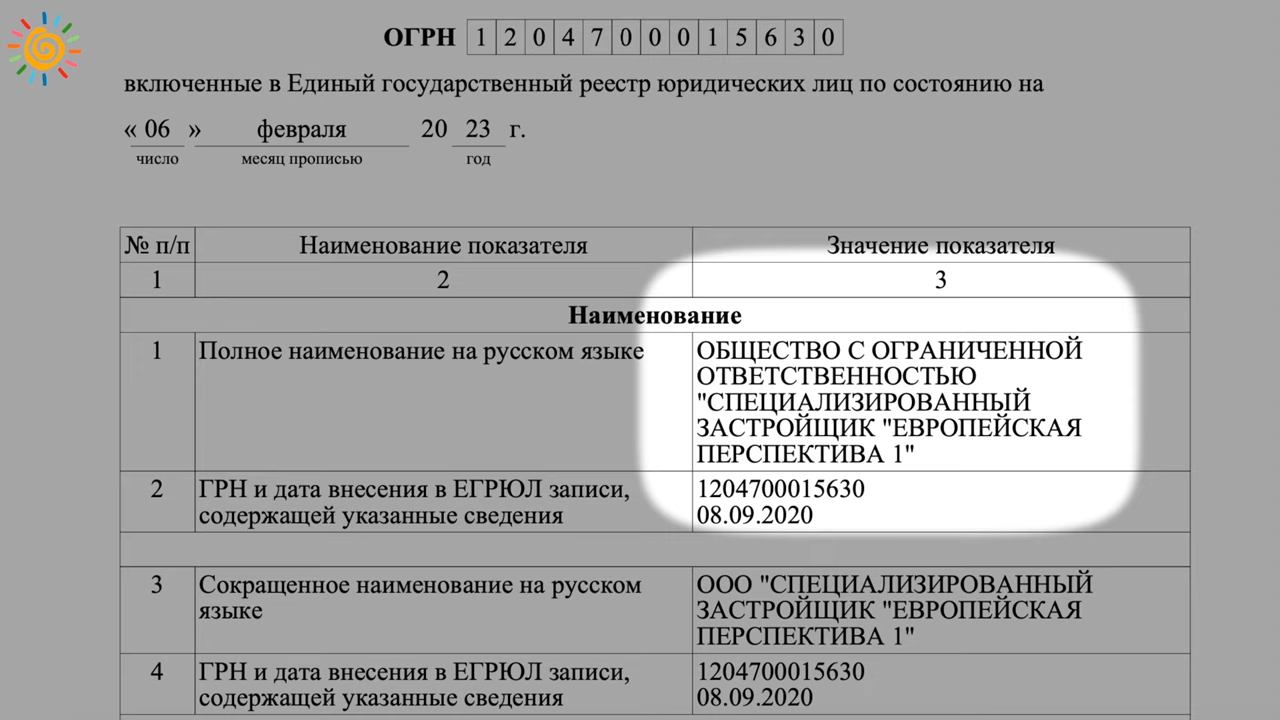 ОГРН 1 2 0 4 7 0 0 0 1 5 6 3 0
включенные в Единый государственный реестр юридических лиц по состоянию на
« 06 » февраля 20 23 г.
число месяц прописью год
№ п/п Наименование показателя Значение показателя
1 2 3
Наименование
1 Полное наименование на русском языке ОБЩЕСТВО С ОГРАНИЧЕННОЙ
ОТВЕТСТВЕННОСТЬЮ
"СПЕЦИАЛИЗИРОВАННЫЙ
ЗАСТРОЙЩИК "ЕВРОПЕЙСКАЯ
ПЕРСПЕКТИВА 1"
2 ГРН и дата внесения в ЕГРЮЛ записи, 1204700015630
содержащей указанные сведения 08.09.2020
3 Сокращенное наименование на русском ООО "СПЕЦИАЛИЗИРОВАННЫЙ
языке ЗАСТРОЙЩИК "ЕВРОПЕЙСКАЯ
ПЕРСПЕКТИВА 1"
4 ГРН и дата внесения в ЕГРЮЛ записи, 1204700015630
содержащей указанные сведения 08.09.2020